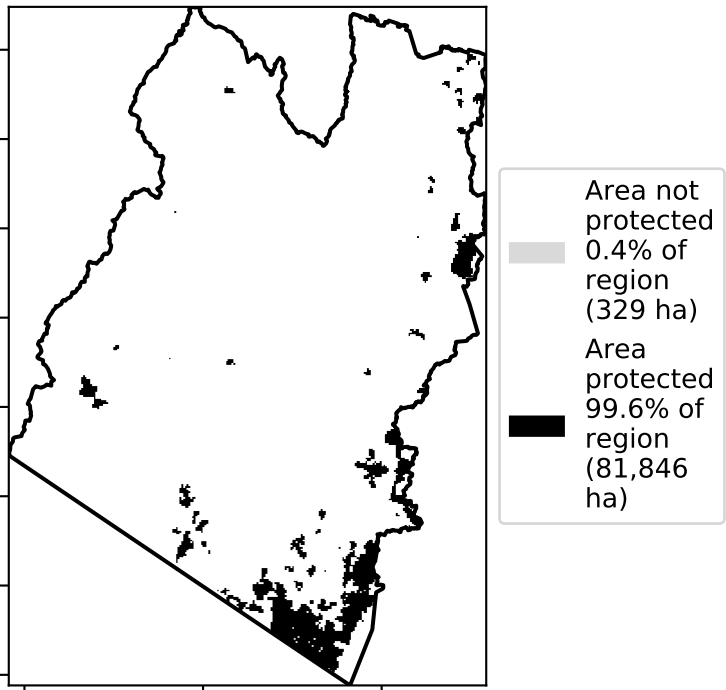 Area not
protected
0.4% of
region
(329 ha)
Area
protected
99.6% of
region
(81,846
ha)